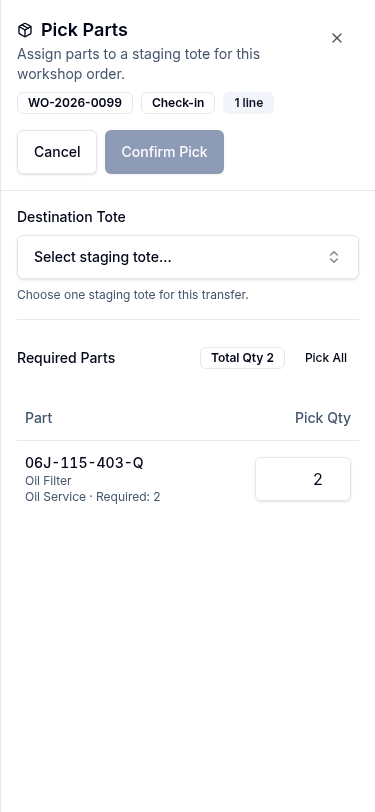 Pick Parts
Assign parts to a staging tote for this
workshop order.
WO-2026-0099 Check-in 1 line
Cancel Confirm Pick
Destination Tote
Select staging tote...
Choose one staging tote for this transfer.
Required Parts Total Qty 2 Pick All
Part Pick Qty
06J-115-403-Q
Oil Filter
Oil Service · Required: 2
2